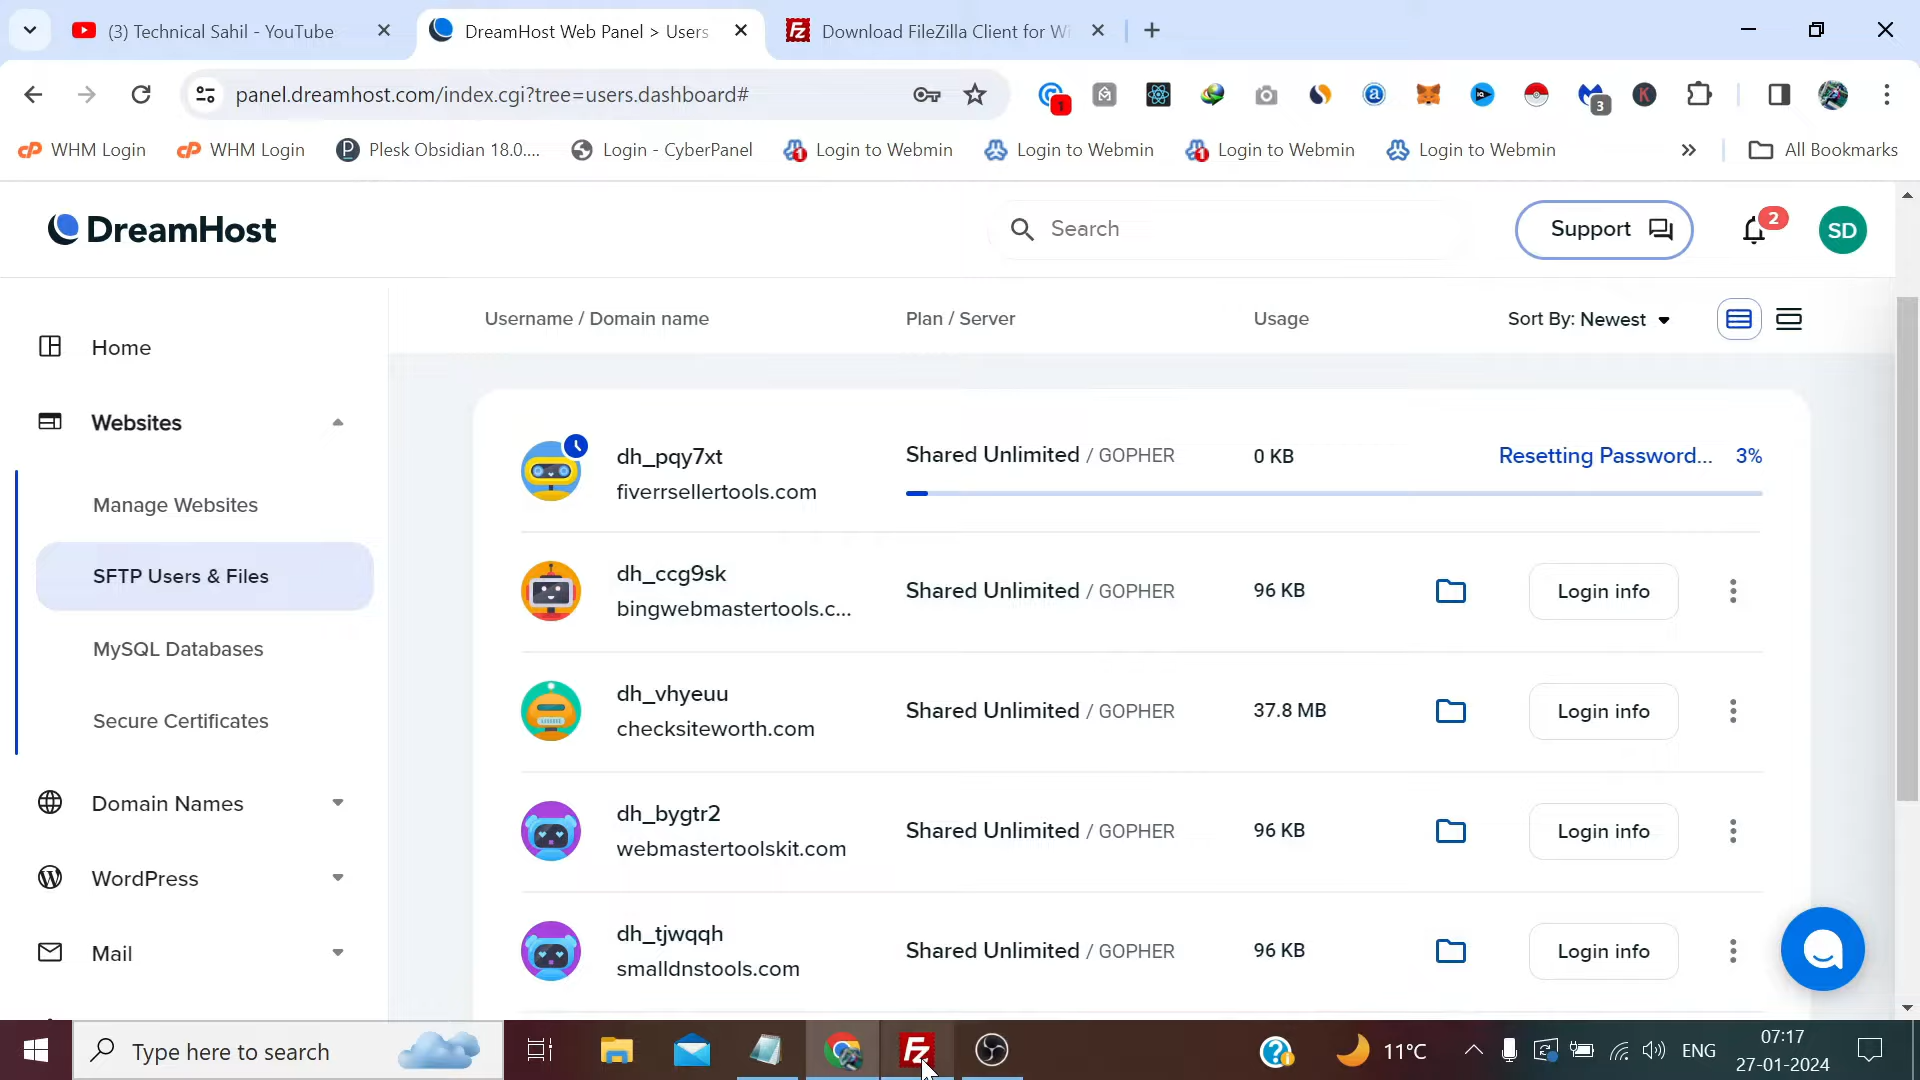 (3) Technical Sahil - YouTube
DreamHost Web Panel > Users
Download FileZilla Client for Wi
panel.dreamhost.com/index.cgi?tree=users.dashboard#
1
3
WHM Login
WHM Login
Plesk Obsidian 18.0....
Login - CyberPanel
Login to Webmin
Login to Webmin
Login to Webmin
Login to Webmin
All Bookmarks
DreamHost
Search
Support
2
SD
Home
Websites
Manage Websites
SFTP Users & Files
MySQL Databases
Secure Certificates
Domain Names
WordPress
Mail
Username / Domain name
Plan / Server
Usage
Sort By: Newest
dh_pqy7xt
fiverrsellertools.com
Shared Unlimited / GOPHER
0 KB
Resetting Password... 3%
dh_ccg9sk
bingwebmastertools.c...
Shared Unlimited / GOPHER
96 KB
Login info
dh_vhyeuu
checksiteworth.com
Shared Unlimited / GOPHER
37.8 MB
Login info
dh_bygtr2
webmastertoolskit.com
Shared Unlimited / GOPHER
96 KB
Login info
dh_tjwqqh
smalldnstools.com
Shared Unlimited / GOPHER
96 KB
Login info
Type here to search
11°C
ENG
07:17
27-01-2024